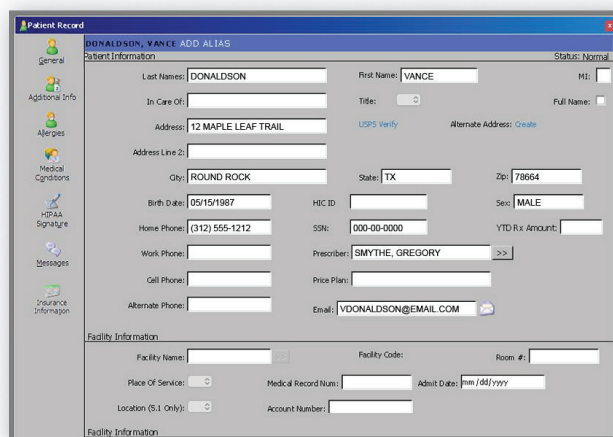 Patient Record
DONALDSON, VANCE ADD ALIAS
Patient Information Status: Normal
General
Last Names: DONALDSON First Name: VANCE MI:
Additional Info
In Care Of: Title: Full Name:
Address: 12 MAPLE LEAF TRAIL USPS Verify Alternate Address: Create
Allergies
Address Line 2:
Medical
Conditions
City: ROUND ROCK State: TX Zip: 78664
Birth Date: 05/15/1987 HIC ID Sex: MALE
HIPAA
Signature
Home Phone: (312) 555-1212 SSN: 000-00-0000 YTD Rx Amount:
Work Phone: Prescriber: SMYTHE, GREGORY >>
Messages
Cell Phone: Price Plan:
Insurance
Information
Alternate Phone: Email: VDONALDSON@EMAIL.COM
Facility Information
Facility Name: Facility Code: Room #:
Place Of Service: Medical Record Num: Admit Date: mm/dd/yyyy
Location (5.1 Only): Account Number:
Facility Information